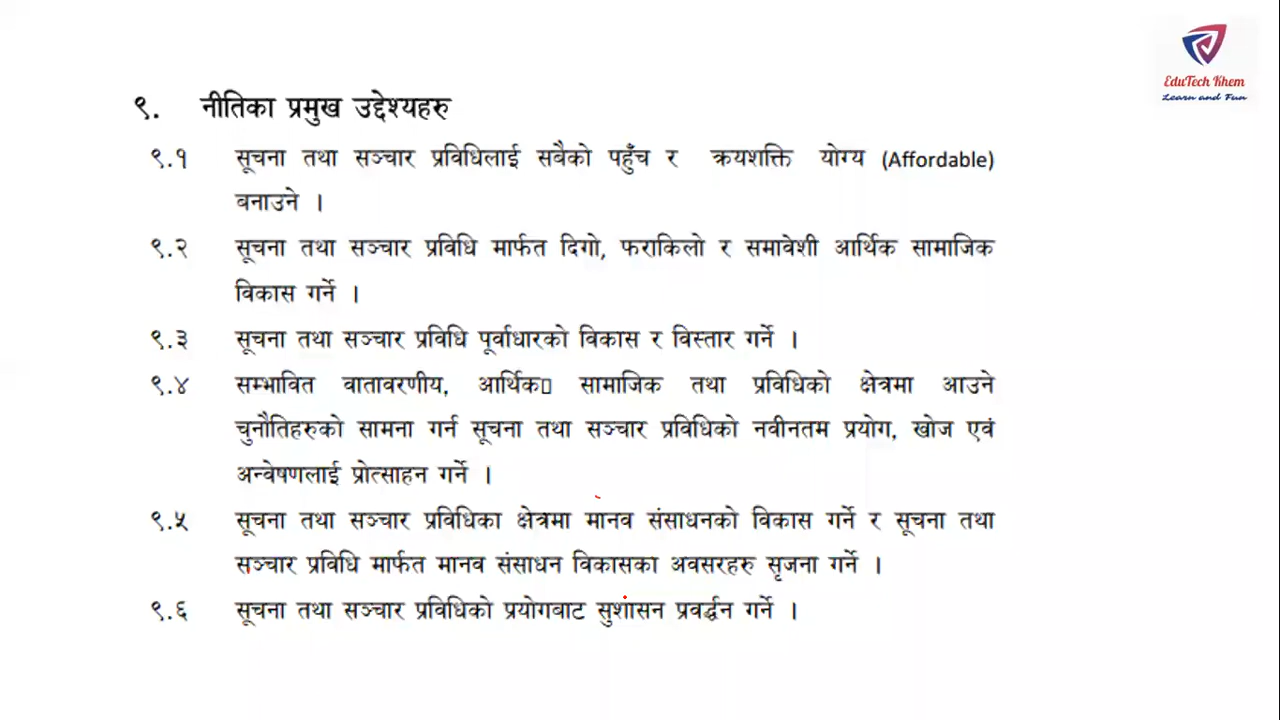 EduTech Khem
Learn and Fun
९. नीतिका प्रमुख उद्देश्यहरु
९.१ सूचना तथा सञ्चार प्रविधिलाई सबैको पहुँच र क्रयशक्ति योग्य (Affordable)
बनाउने ।
९.२ सूचना तथा सञ्चार प्रविधि मार्फत दिगो, फराकिलो र समावेशी आर्थिक सामाजिक
विकास गर्ने ।
९.३ सूचना तथा सञ्चार प्रविधि पूर्वाधारको विकास र विस्तार गर्ने ।
९.४ सम्भावित वातावरणीय, आर्थिक▯ सामाजिक तथा प्रविधिको क्षेत्रमा आउने
चुनौतिहरुको सामना गर्न सूचना तथा सञ्चार प्रविधिको नवीनतम प्रयोग, खोज एवं
अन्वेषणलाई प्रोत्साहन गर्ने ।
९.५ सूचना तथा सञ्चार प्रविधिका क्षेत्रमा मानव संसाधनको विकास गर्ने र सूचना तथा
सञ्चार प्रविधि मार्फत मानव संसाधन विकासका अवसरहरु सृजना गर्ने ।
९.६ सूचना तथा सञ्चार प्रविधिको प्रयोगबाट सुशासन प्रवर्द्धन गर्ने ।